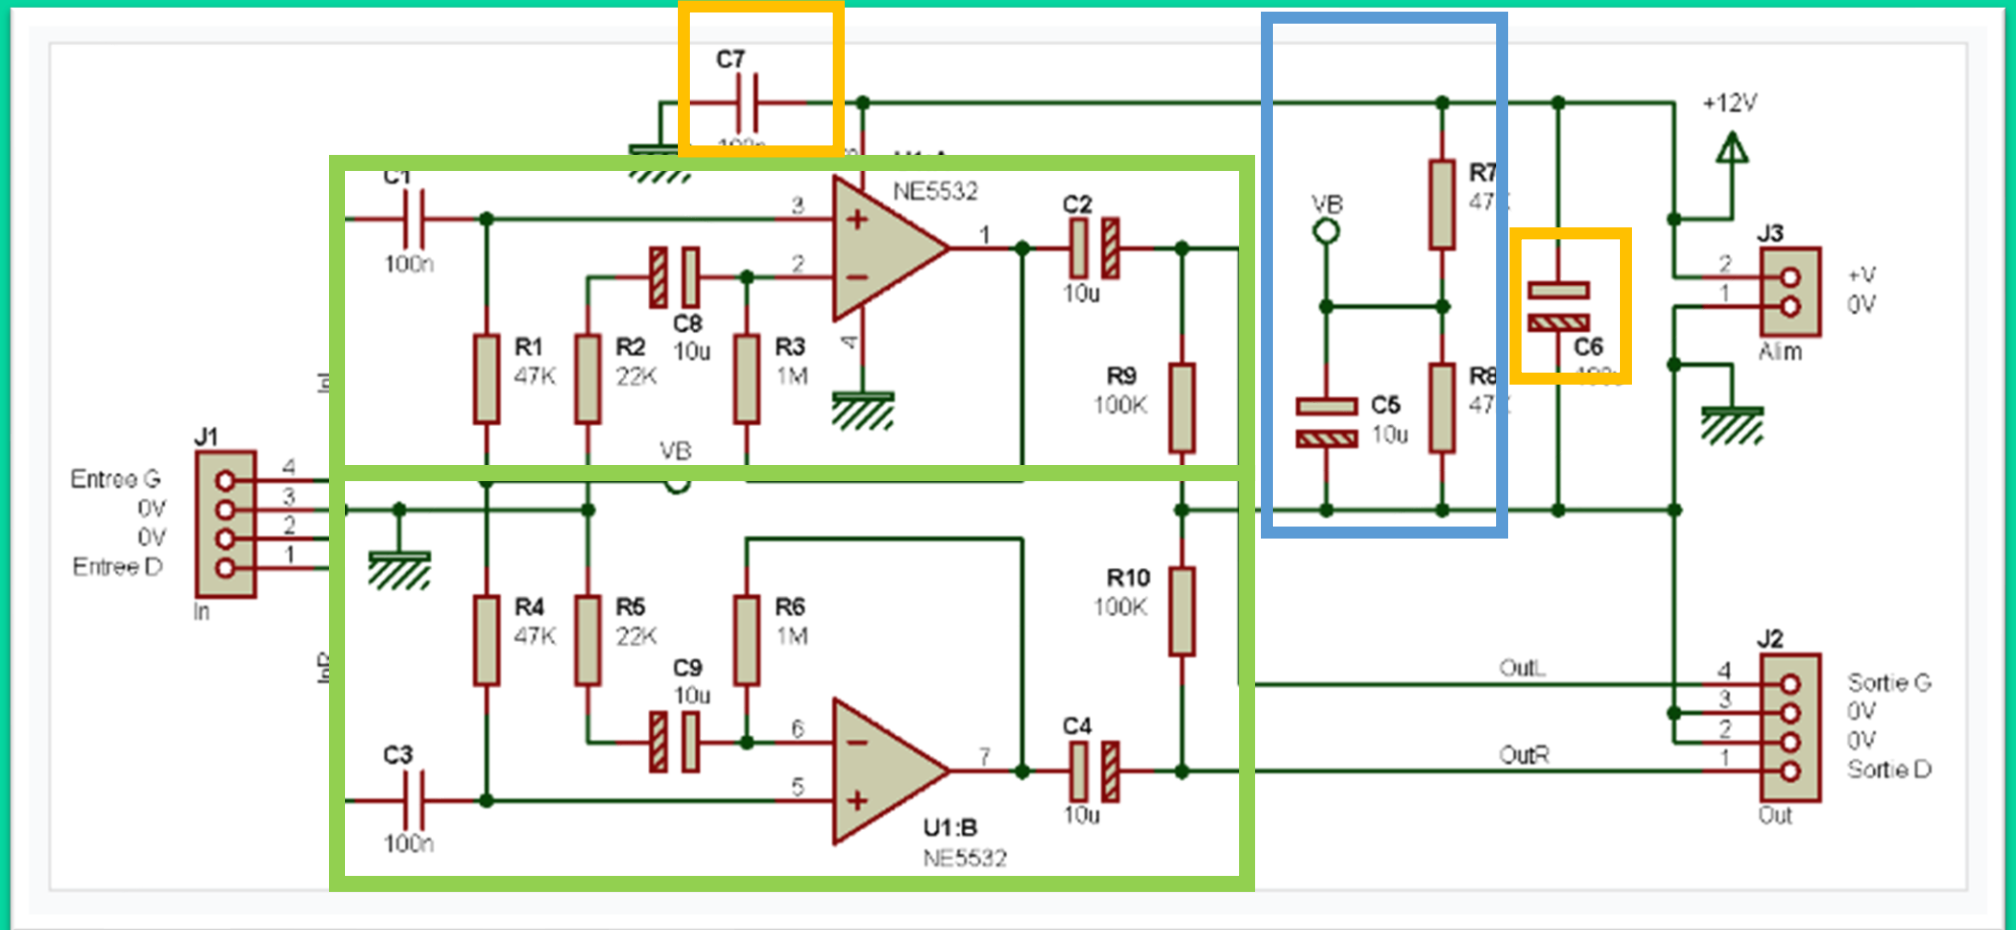 C7
+12V
C1
NE5532
3
C2
R7
VB
1
2
J3
100n
10u
2
+V
1
0V
C8
10u
4
Alim
R1
47K
R2
22K
R3
1M
R9
100K
R8
C6
C5
10u
VB
J1
Entree G
4
0V
3
0V
2
Entree D
1
In
R4
47K
R5
22K
R6
1M
R10
100K
C9
10u
6
7
5
C3
100n
C4
10u
U1:B
NE5532
OutL
OutR
J2
4
Sortie G
3
0V
2
0V
1
Sortie D
Out